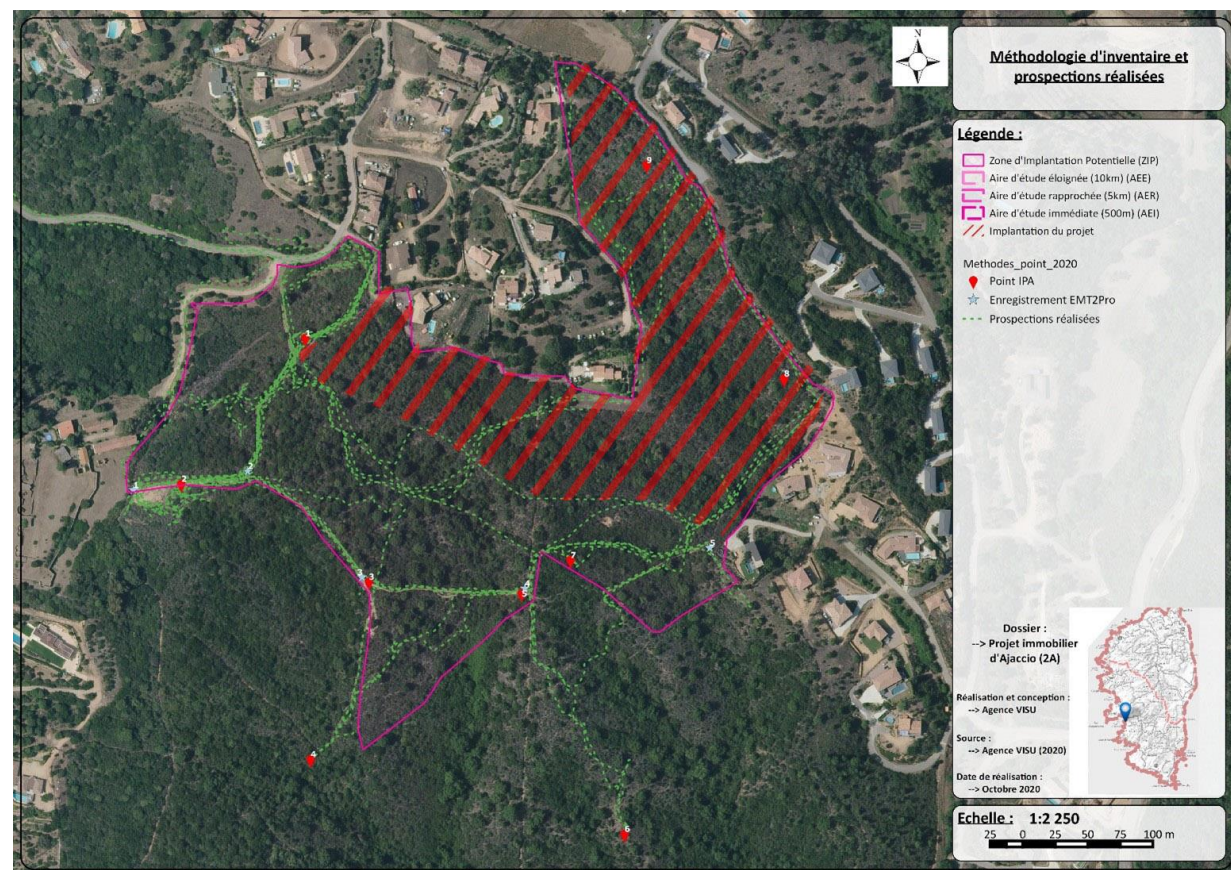 N
Méthodologie d'inventaire et
prospections réalisées
Légende :
Zone d'Implantation Potentielle (ZIP)
Aire d'étude éloignée (10km) (AEE)
Aire d'étude rapprochée (5km) (AER)
Aire d'étude immédiate (500m) (AEI)
Implantation du projet
Methodes_point_2020
Point IPA
Enregistrement EMT2Pro
Prospections réalisées
9
1
8
2
1
2
5
7
3
3
4
5
4
6
Dossier :
--> Projet immobilier
d'Ajaccio (2A)
Réalisation et conception :
--> Agence VISU
Source :
--> Agence VISU (2020)
Date de réalisation :
--> Octobre 2020
Echelle : 1:2 250
25 0 25 50 75 100 m